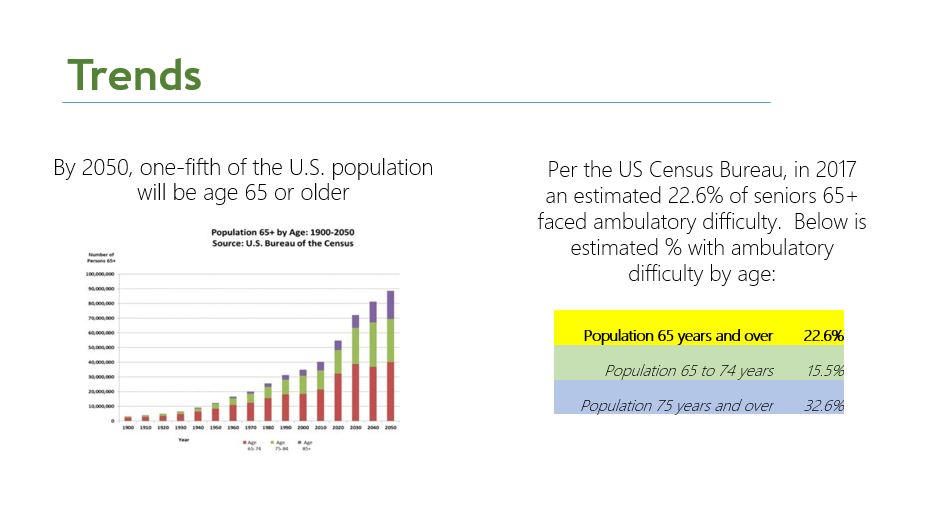 Trends
By 2050, one-fifth of the U.S. population
will be age 65 or older
Population 65+ by Age: 1900-2050
Source: U.S. Bureau of the Census
Number of
Persons 65+
100,000,000
90,000,000
80,000,000
70,000,000
60,000,000
50,000,000
40,000,000
30,000,000
20,000,000
10,000,000
0
1900 1910 1920 1930 1940 1950 1960 1970 1980 1990 2000 2010 2020 2030 2040 2050
Year
Age Age Age
65-74 75-84 85+
Per the US Census Bureau, in 2017
an estimated 22.6% of seniors 65+
faced ambulatory difficulty. Below is
estimated % with ambulatory
difficulty by age:
Population 65 years and over 22.6%
Population 65 to 74 years 15.5%
Population 75 years and over 32.6%